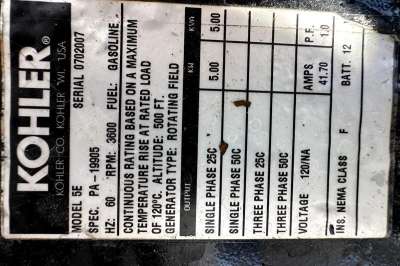 KOHLER®
KOHLER CO. KOHLER, WI. USA
MODEL 5E SERIAL 0702007
SPEC. PA-19905
HZ: 60 RPM: 3600 FUEL: GASOLINE
CONTINUOUS RATING BASED ON A MAXIMUM
TEMPERATURE RISE AT RATED LOAD
OF 120°C. ALTITUDE: 500 FT.
GENERATOR TYPE: ROTATING FIELD
OUTPUT KW KVA
SINGLE PHASE 25C 5.00 5.00
SINGLE PHASE 50C
THREE PHASE 25C
THREE PHASE 50C
VOLTAGE 120/NA AMPS 41.70 P.F. 1.0
INS. NEMA CLASS F BATT. 12